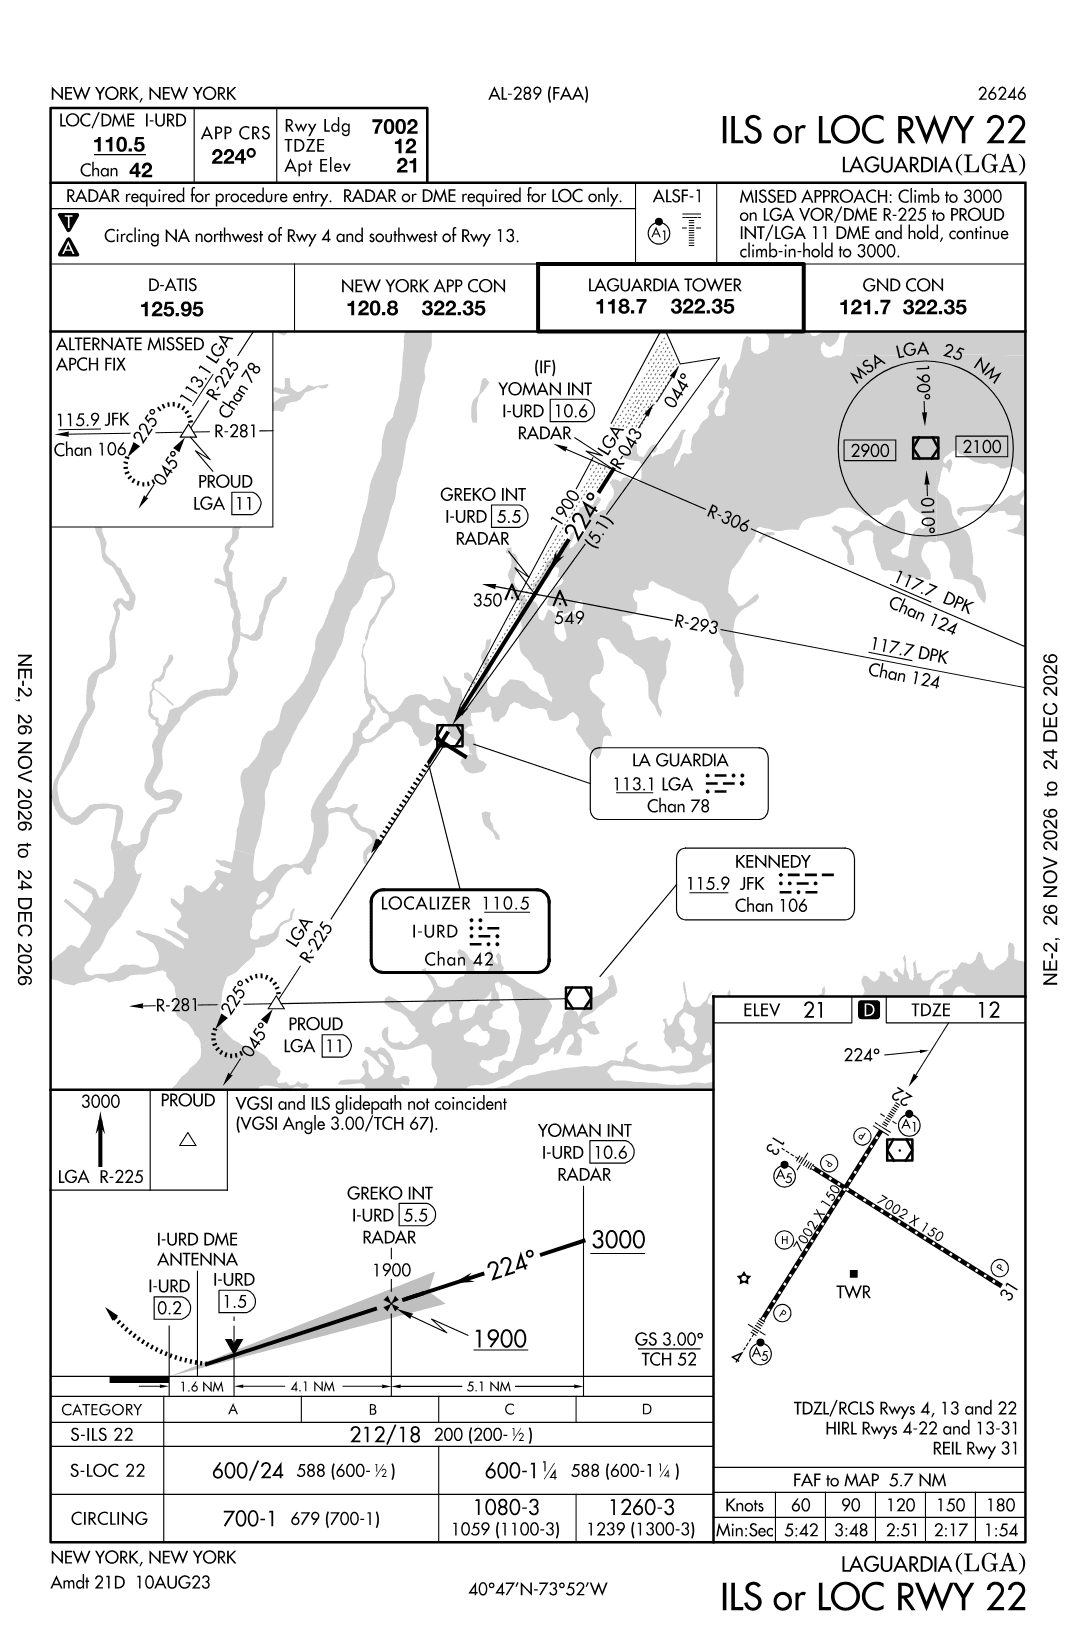 NEW YORK, NEW YORK
AL-289 (FAA)
26246
LOC/DME I-URD
110.5
Chan 42
APP CRS
224°
Rwy Ldg 7002
TDZE 12
Apt Elev 21
ILS or LOC RWY 22
LAGUARDIA (LGA)
RADAR required for procedure entry. RADAR or DME required for LOC only.
T
A
Circling NA northwest of Rwy 4 and southwest of Rwy 13.
ALSF-1
A1
MISSED APPROACH: Climb to 3000
on LGA VOR/DME R-225 to PROUD
INT/LGA 11 DME and hold, continue
climb-in-hold to 3000.
D-ATIS
125.95
NEW YORK APP CON
120.8 322.35
LAGUARDIA TOWER
118.7 322.35
GND CON
121.7 322.35
ALTERNATE MISSED
APCH FIX
113.1 LGA
R-225
Chan 78
115.9 JFK
Chan 106
R-281
225°
045°
PROUD
LGA 11
(IF)
YOMAN INT
I-URD 10.6
RADAR
LGA
R-043
044°
GREKO INT
I-URD 5.5
RADAR
1900
224°
(5.1)
350
549
R-306
117.7 DPK
Chan 124
R-293
117.7 DPK
Chan 124
MSA LGA 25 NM
190°
2900
2100
010°
LA GUARDIA
113.1 LGA
Chan 78
KENNEDY
115.9 JFK
Chan 106
LOCALIZER 110.5
I-URD
Chan 42
LGA
R-225
R-281
225°
045°
PROUD
LGA 11
NE-2, 26 NOV 2026 to 24 DEC 2026
NE-2, 26 NOV 2026 to 24 DEC 2026
ELEV 21
D
TDZE 12
224°
22
A1
P
13
A5
P
7002 X 150
7002 X 150
H
P
31
TWR
P
4
A5
TDZL/RCLS Rwys 4, 13 and 22
HIRL Rwys 4-22 and 13-31
REIL Rwy 31
FAF to MAP 5.7 NM
Knots 60 90 120 150 180
Min:Sec 5:42 3:48 2:51 2:17 1:54
3000
LGA R-225
PROUD
VGSI and ILS glidepath not coincident
(VGSI Angle 3.00/TCH 67).
YOMAN INT
I-URD 10.6
RADAR
GREKO INT
I-URD 5.5
RADAR
1900
224°
3000
1900
I-URD DME
ANTENNA
I-URD
0.2
I-URD
1.5
GS 3.00°
TCH 52
1.6 NM
4.1 NM
5.1 NM
CATEGORY A B C D
S-ILS 22 212/18 200 (200-½)
S-LOC 22 600/24 588 (600-½) 600-1¼ 588 (600-1¼)
CIRCLING 700-1 679 (700-1)
1080-3
1059 (1100-3)
1260-3
1239 (1300-3)
NEW YORK, NEW YORK
Amdt 21D 10AUG23
40°47'N-73°52'W
LAGUARDIA (LGA)
ILS or LOC RWY 22